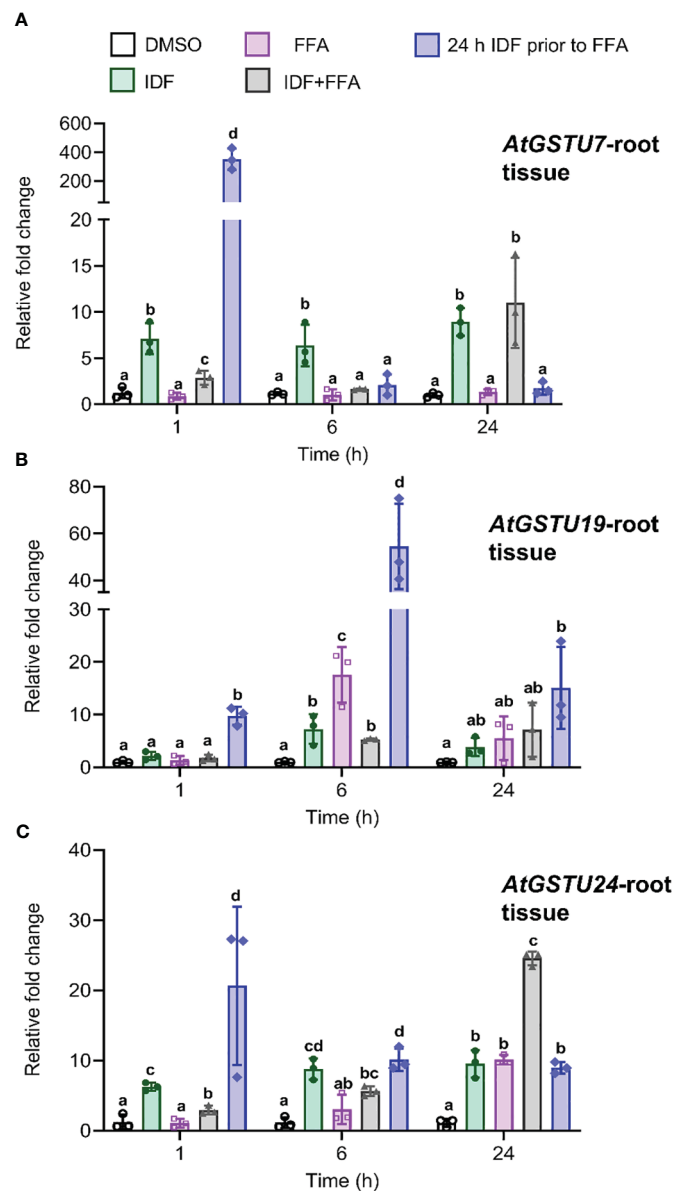 A
DMSO FFA 24 h IDF prior to FFA
IDF IDF+FFA
AtGSTU7-root
tissue
Relative fold change
600
400
200
20
15
10
5
0
a b a c d
a b a a a
a b a b a
1 6 24
Time (h)
B
AtGSTU19-root
tissue
Relative fold change
80
60
40
30
20
10
0
a a a a b
a b c b d
a ab ab ab b
1 6 24
Time (h)
C
AtGSTU24-root
tissue
Relative fold change
40
30
20
10
0
a c a b d
a cd ab bc d
a b b c b
1 6 24
Time (h)